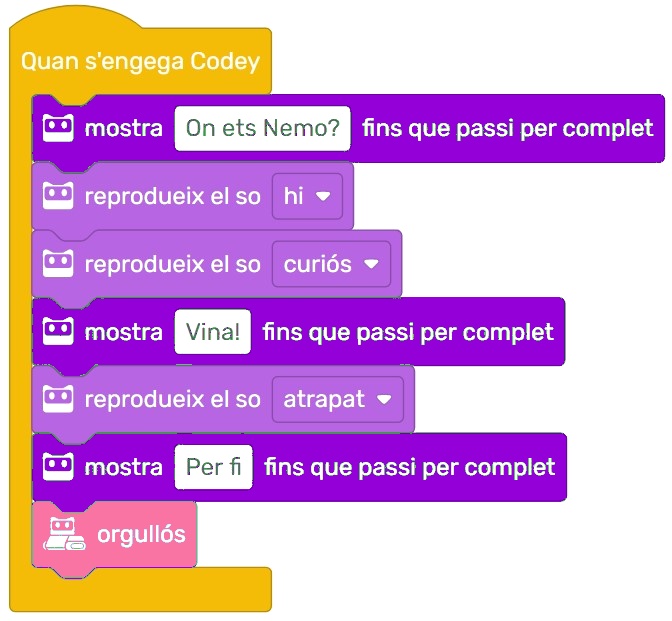 Quan s'engega Codey
mostra On ets Nemo? fins que passi per complet
reprodueix el so hi
reprodueix el so curiós
mostra Vina! fins que passi per complet
reprodueix el so atrapat
mostra Per fi fins que passi per complet
orgullós